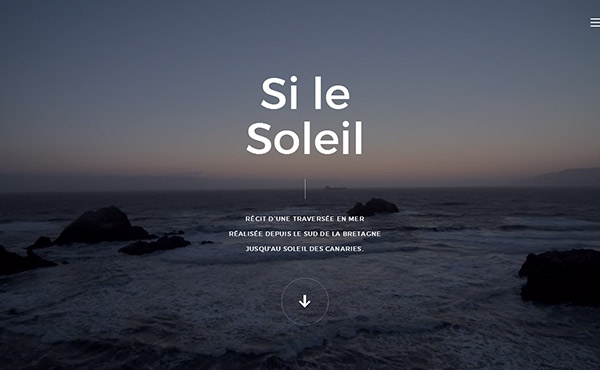 Si le
Soleil
RÉCIT D'UNE TRAVERSÉE EN MER
RÉALISÉE DEPUIS LE SUD DE LA BRETAGNE
JUSQU'AU SOLEIL DES CANARIES.